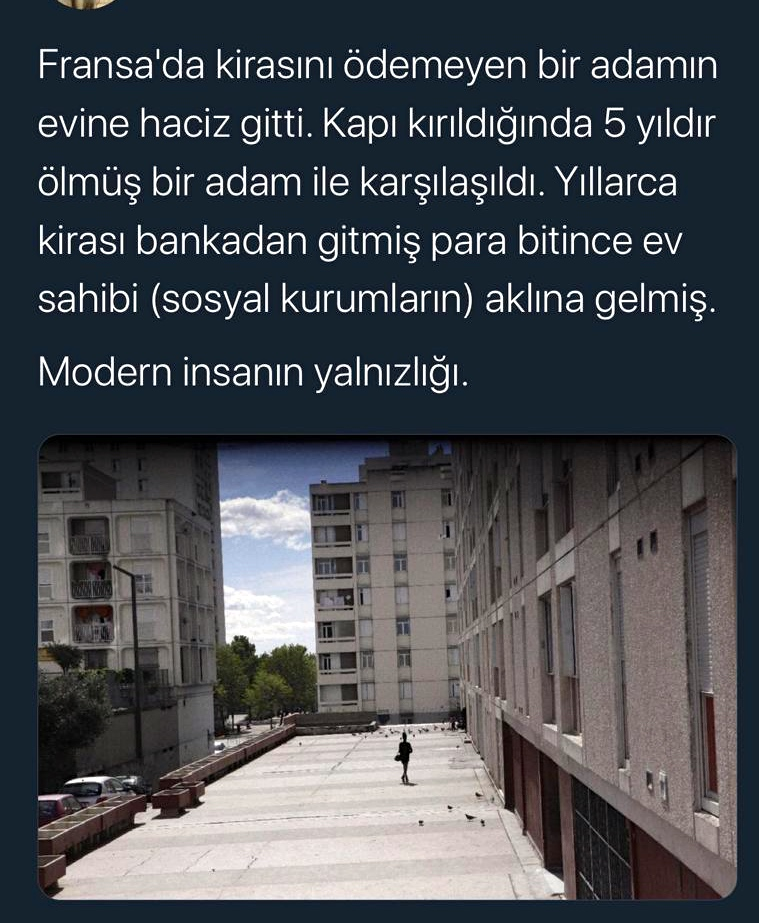 Fransa'da kirasını ödemeyen bir adamın
evine haciz gitti. Kapı kırıldığında 5 yıldır
ölmüş bir adam ile karşılaşıldı. Yıllarca
kirası bankadan gitmiş para bitince ev
sahibi (sosyal kurumların) aklına gelmiş.
Modern insanın yalnızlığı.